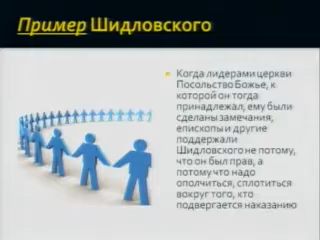 Пример Шидловского
Когда лидерами церкви
Посольство Божье, к
которой он тогда
принадлежал, ему были
сделаны замечания,
епископы и другие
поддержали
Шидловского не потому,
что он был прав, а
потому что надо
ополчиться, сплотиться
вокруг того, кто
подвергается наказанию